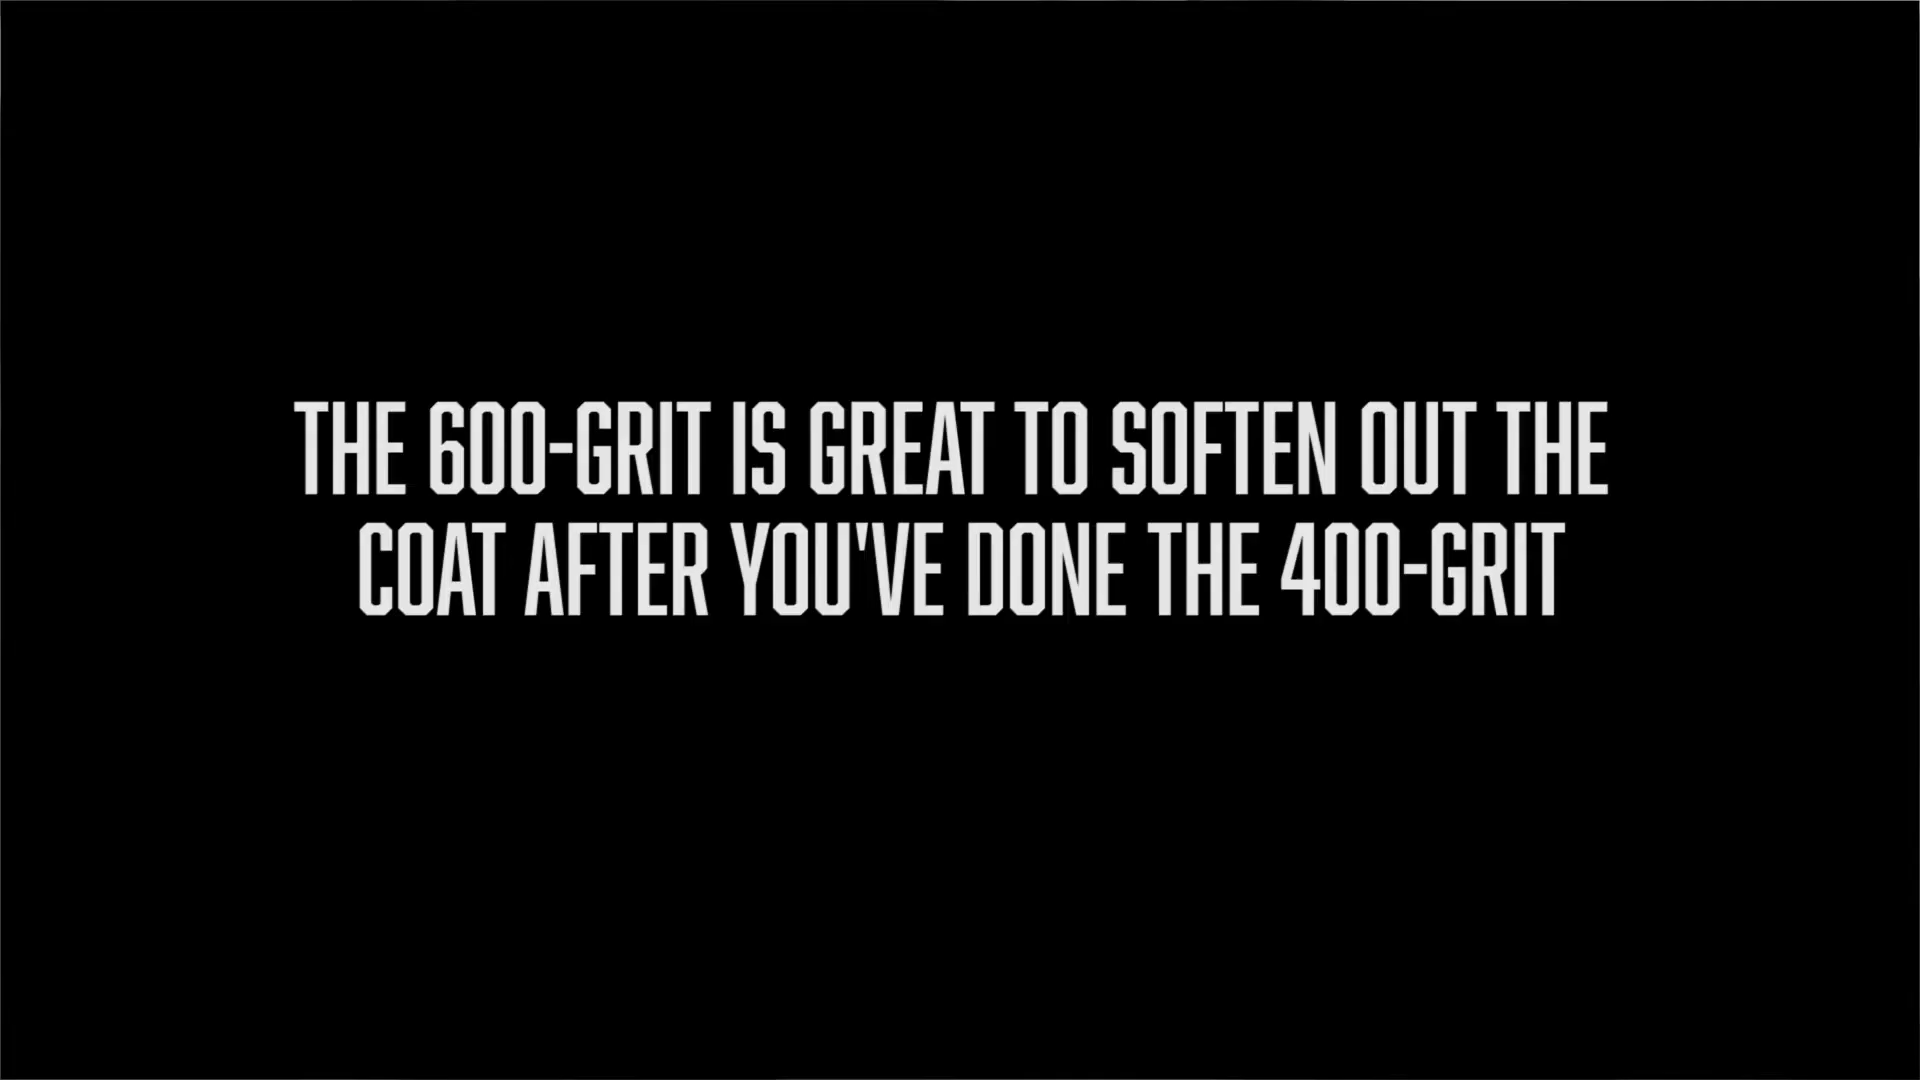 THE 600-GRIT IS GREAT TO SOFTEN OUT THE
COAT AFTER YOU'VE DONE THE 400-GRIT